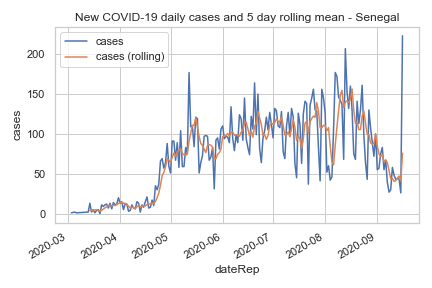 New COVID-19 daily cases and 5 day rolling mean - Senegal
cases
cases (rolling)
200
150
100
50
0
cases
2020-03
2020-04
2020-05
2020-06
2020-07
2020-08
2020-09
dateRep